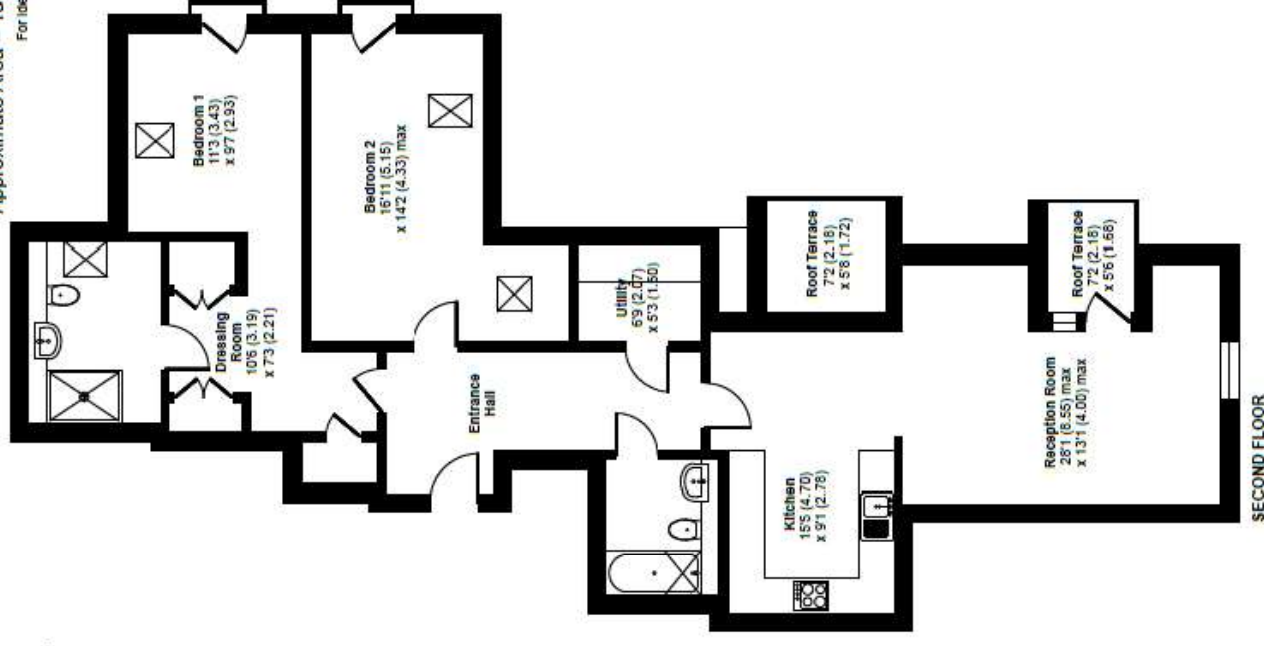 For Ide
Bedroom 1
11'3 (3.43)
x 9'7 (2.93)
Bedroom 2
16'11 (5.15)
x 14'2 (4.33) max
Dressing
Room
10'6 (3.19)
x 7'3 (2.21)
Entrance
Hall
Utility
6'9 (2.07)
x 5'3 (1.50)
Roof Terrace
7'2 (2.18)
x 5'8 (1.72)
Roof Terrace
7'2 (2.18)
x 5'6 (1.68)
Kitchen
15'5 (4.70)
x 9'1 (2.78)
Reception Room
28'1 (8.55) max
x 13'1 (4.00) max
SECOND FLOOR